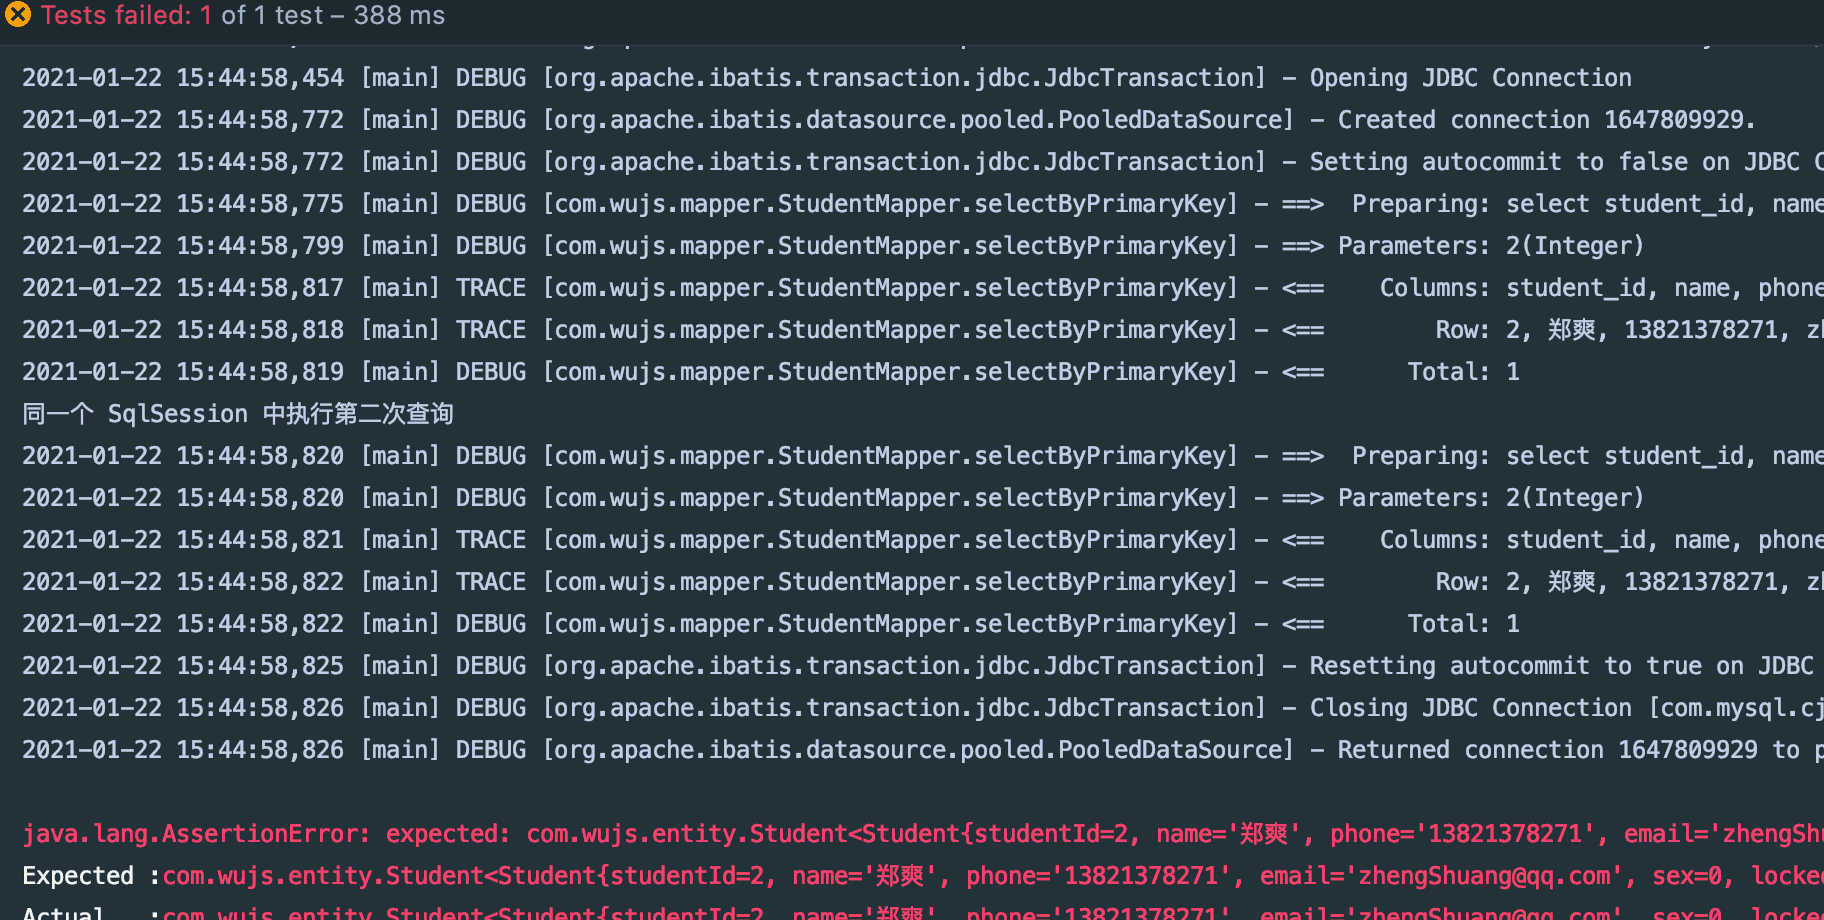 Tests failed: 1 of 1 test – 388 ms
2021-01-22 15:44:58,454 [main] DEBUG [org.apache.ibatis.transaction.jdbc.JdbcTransaction] - Opening JDBC Connection
2021-01-22 15:44:58,772 [main] DEBUG [org.apache.ibatis.datasource.pooled.PooledDataSource] - Created connection 1647809929.
2021-01-22 15:44:58,772 [main] DEBUG [org.apache.ibatis.transaction.jdbc.JdbcTransaction] - Setting autocommit to false on JDBC
2021-01-22 15:44:58,775 [main] DEBUG [com.wujs.mapper.StudentMapper.selectByPrimaryKey] - ==>  Preparing: select student_id, name
2021-01-22 15:44:58,799 [main] DEBUG [com.wujs.mapper.StudentMapper.selectByPrimaryKey] - ==> Parameters: 2(Integer)
2021-01-22 15:44:58,817 [main] TRACE [com.wujs.mapper.StudentMapper.selectByPrimaryKey] - <==    Columns: student_id, name, phone
2021-01-22 15:44:58,818 [main] TRACE [com.wujs.mapper.StudentMapper.selectByPrimaryKey] - <==        Row: 2, 郑爽, 13821378271,
2021-01-22 15:44:58,819 [main] DEBUG [com.wujs.mapper.StudentMapper.selectByPrimaryKey] - <==      Total: 1
同一个 SqlSession 中执行第二次查询
2021-01-22 15:44:58,820 [main] DEBUG [com.wujs.mapper.StudentMapper.selectByPrimaryKey] - ==>  Preparing: select student_id, name
2021-01-22 15:44:58,820 [main] DEBUG [com.wujs.mapper.StudentMapper.selectByPrimaryKey] - ==> Parameters: 2(Integer)
2021-01-22 15:44:58,821 [main] TRACE [com.wujs.mapper.StudentMapper.selectByPrimaryKey] - <==    Columns: student_id, name, phone
2021-01-22 15:44:58,822 [main] TRACE [com.wujs.mapper.StudentMapper.selectByPrimaryKey] - <==        Row: 2, 郑爽, 13821378271,
2021-01-22 15:44:58,822 [main] DEBUG [com.wujs.mapper.StudentMapper.selectByPrimaryKey] - <==      Total: 1
2021-01-22 15:44:58,825 [main] DEBUG [org.apache.ibatis.transaction.jdbc.JdbcTransaction] - Resetting autocommit to true on JDBC
2021-01-22 15:44:58,826 [main] DEBUG [org.apache.ibatis.transaction.jdbc.JdbcTransaction] - Closing JDBC Connection [com.mysql.cj
2021-01-22 15:44:58,826 [main] DEBUG [org.apache.ibatis.datasource.pooled.PooledDataSource] - Returned connection 1647809929 to
java.lang.AssertionError: expected: com.wujs.entity.Student<Student{studentId=2, name='郑爽', phone='13821378271', email='zhengShu
Expected :com.wujs.entity.Student<Student{studentId=2, name='郑爽', phone='13821378271', email='zhengShuang@qq.com', sex=0, locked
Actual   :com.wujs.entity.Student<Student{studentId=2, name='郑爽', phone='13821378271', email='zhengShuang@qq.com', sex=0, locked